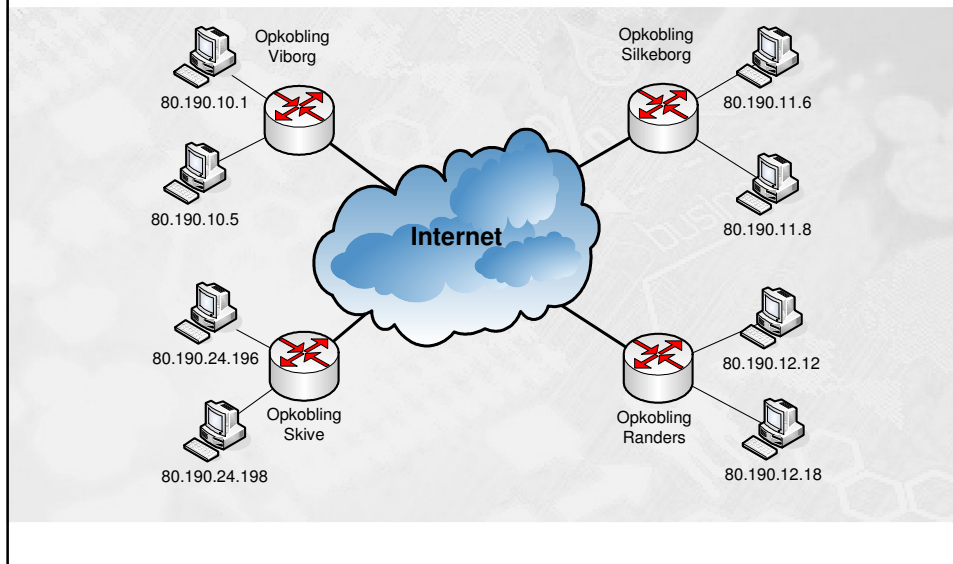 Opkobling
Viborg
80.190.10.1
80.190.10.5
Opkobling
Silkeborg
80.190.11.6
80.190.11.8
Internet
80.190.24.196
Opkobling
Skive
80.190.24.198
80.190.12.12
Opkobling
Randers
80.190.12.18
business